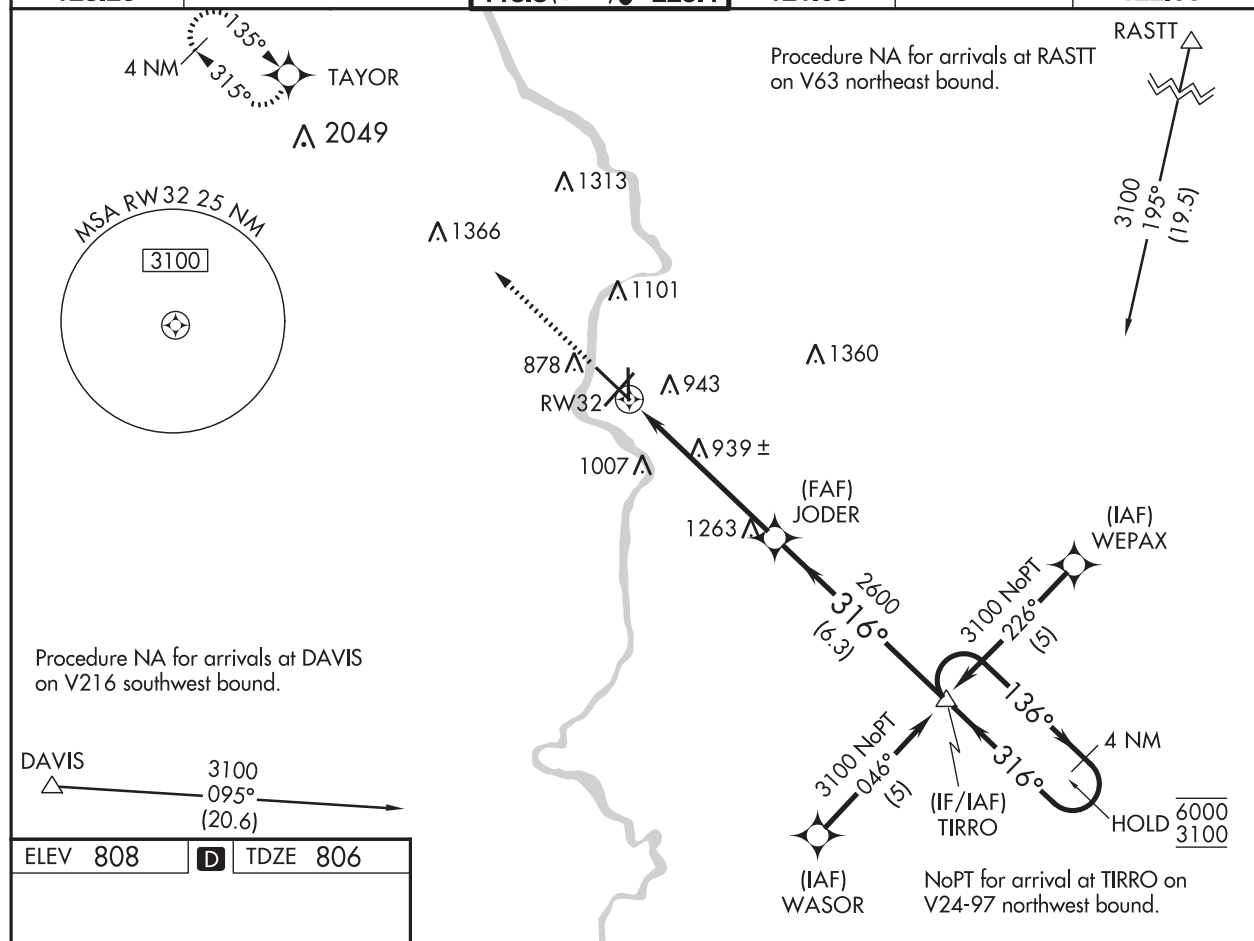 135°
4 NM
315°
TAYOR
2049
Procedure NA for arrivals at RASTT
on V63 northeast bound.
RASTT
3100
195°
(19.5)
MSA RW32 25 NM
3100
1313
1366
1101
878
1360
RW32
943
939 ±
1007
(FAF)
JODER
1263
(IAF)
WEPAX
2600
316°
(6.3)
3100 NoPT
226°
(5)
136°
4 NM
316°
HOLD 6000
3100
3100 NoPT
046°
(5)
(IF/IAF)
TIRRO
(IAF)
WASOR
NoPT for arrival at TIRRO on
V24-97 northwest bound.
Procedure NA for arrivals at DAVIS
on V216 southwest bound.
DAVIS
3100
095°
(20.6)
ELEV 808 D TDZE 806